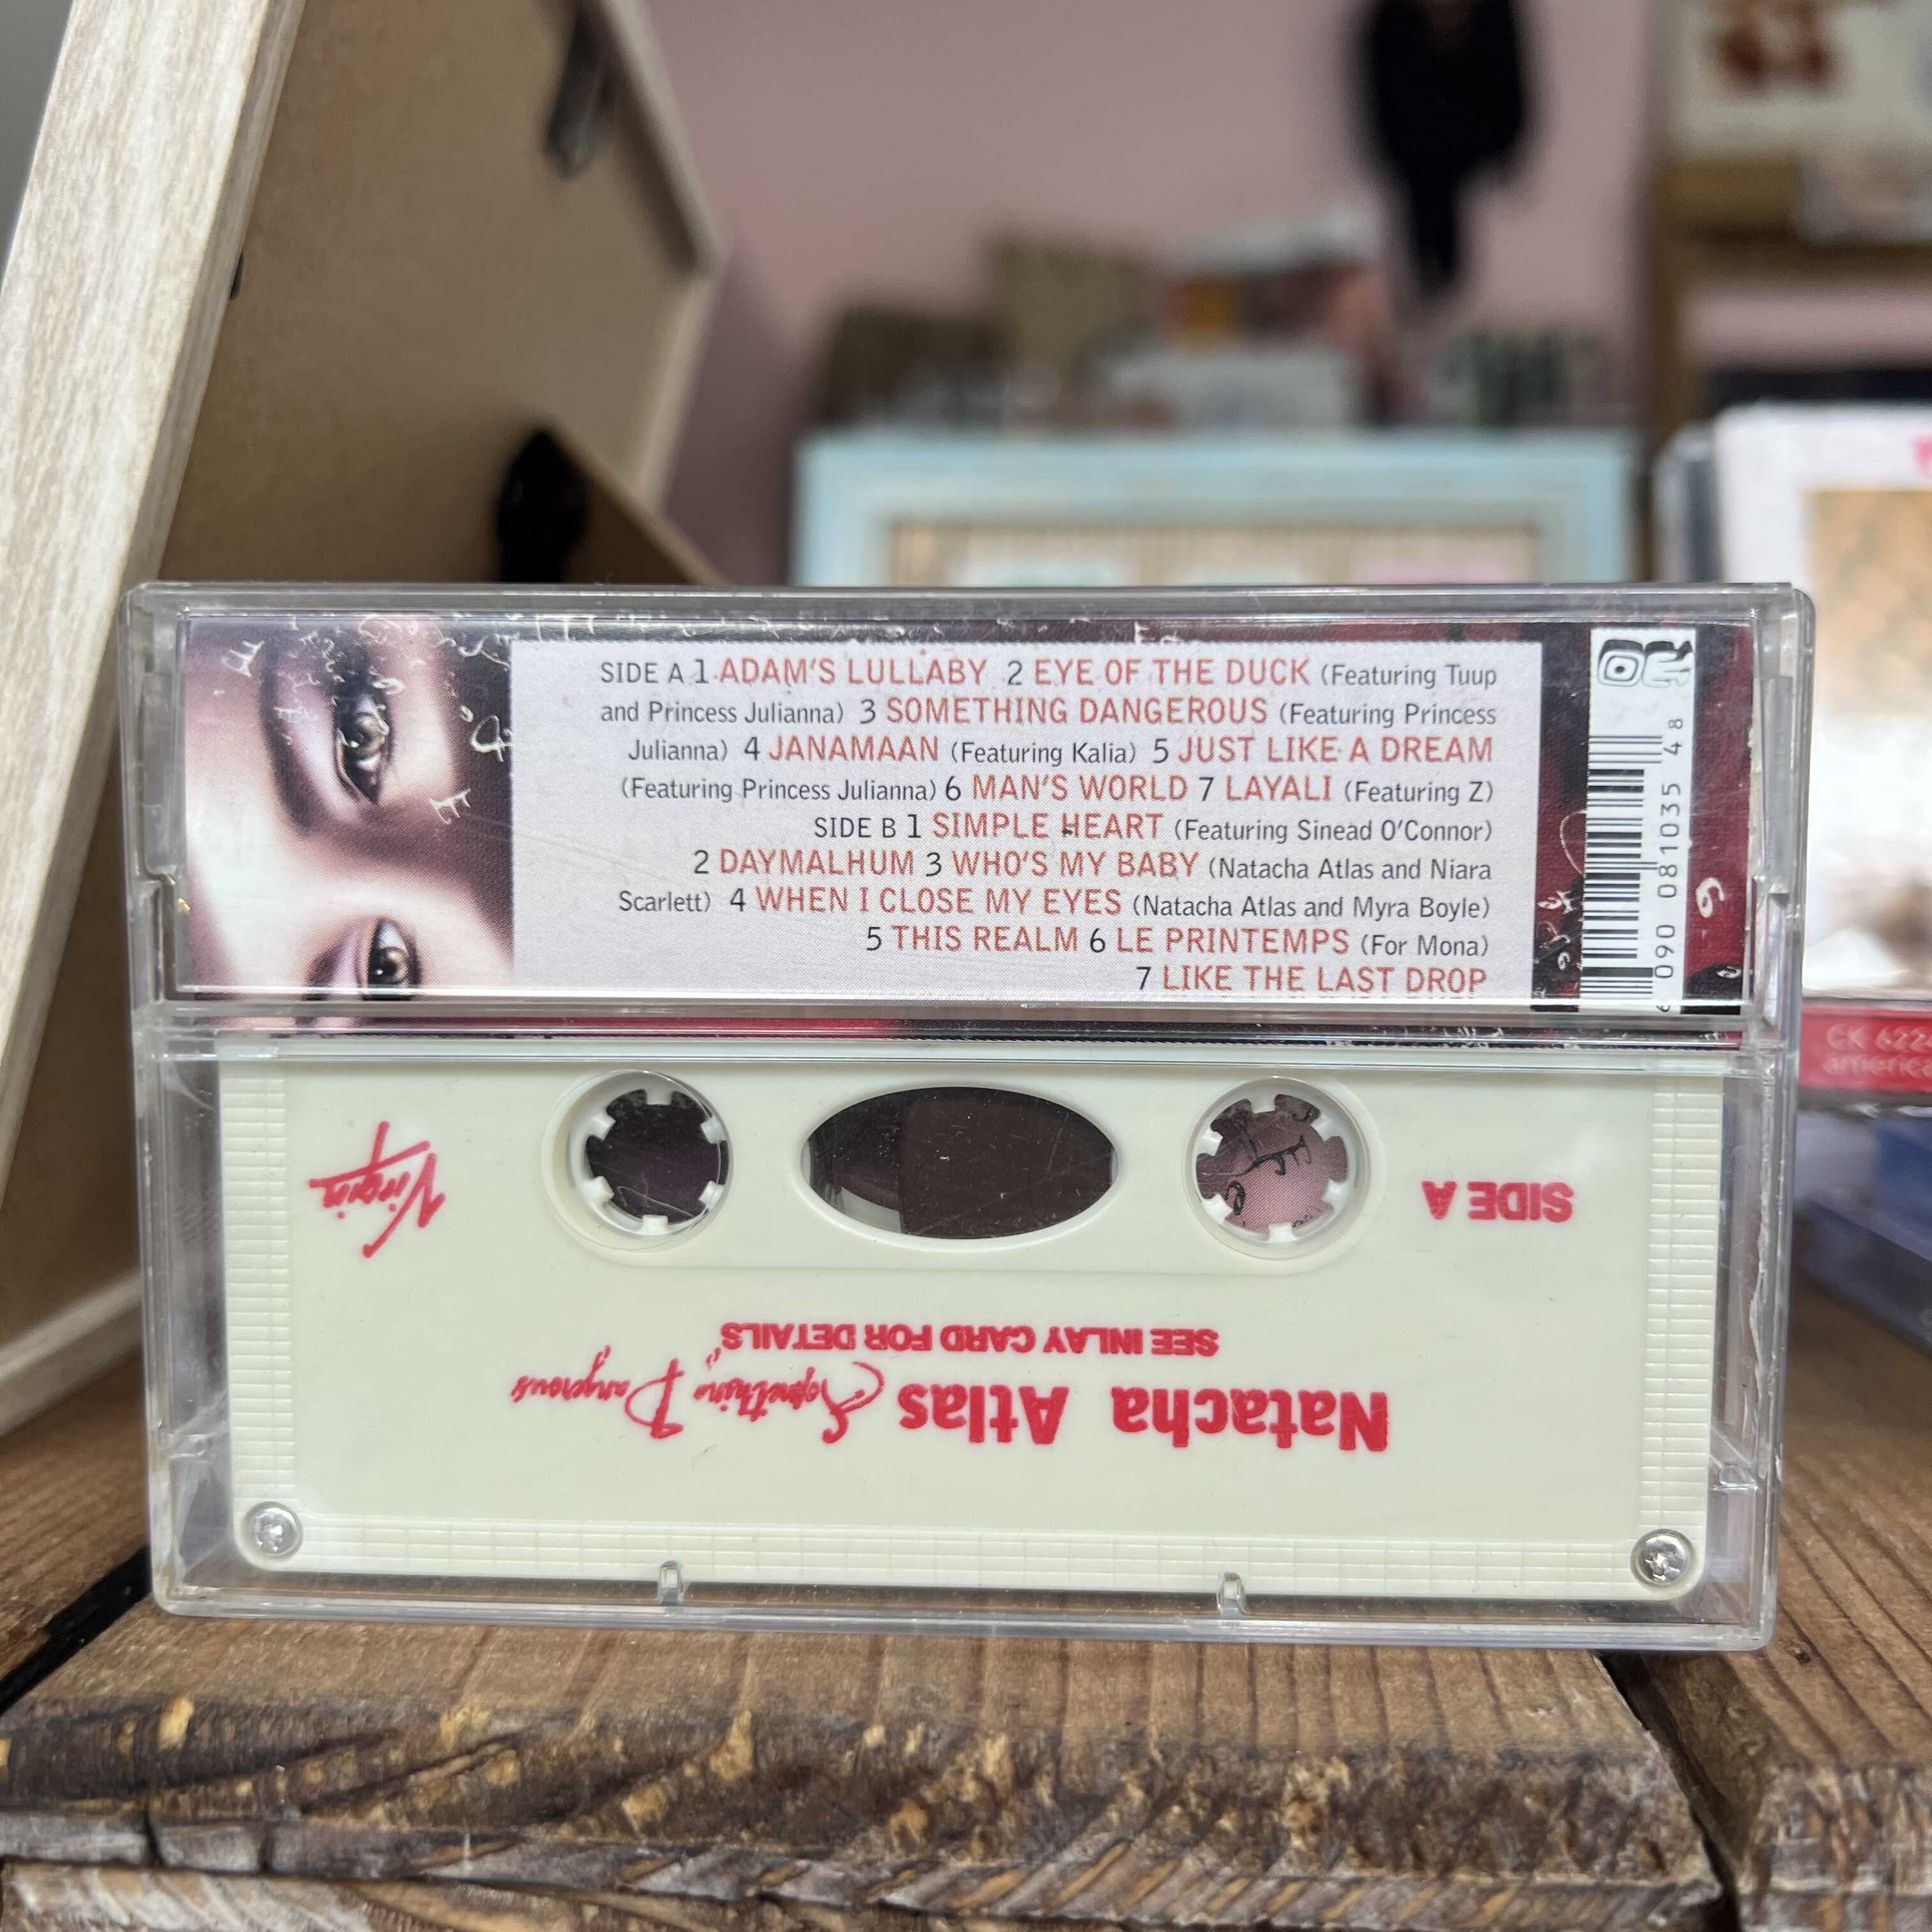 SIDE A 1 ADAM'S LULLABY 2 EYE OF THE DUCK (Featuring Tuup
and Princess Julianna) 3 SOMETHING DANGEROUS (Featuring Princess
Julianna) 4 JANAMAAN (Featuring Kalia) 5 JUST LIKE A DREAM
(Featuring Princess Julianna) 6 MAN'S WORLD 7 LAYALI (Featuring Z)
SIDE B 1 SIMPLE HEART (Featuring Sinead O'Connor)
2 DAYMALHUM 3 WHO'S MY BABY (Natacha Atlas and Niara
Scarlett) 4 WHEN I CLOSE MY EYES (Natacha Atlas and Myra Boyle)
5 THIS REALM 6 LE PRINTEMPS (For Mona)
7 LIKE THE LAST DROP
6 090 081035 48
Natacha Atlas Something Dangerous
SEE INLAY CARD FOR DETAILS
SIDE A
Virgin
CK 622
america